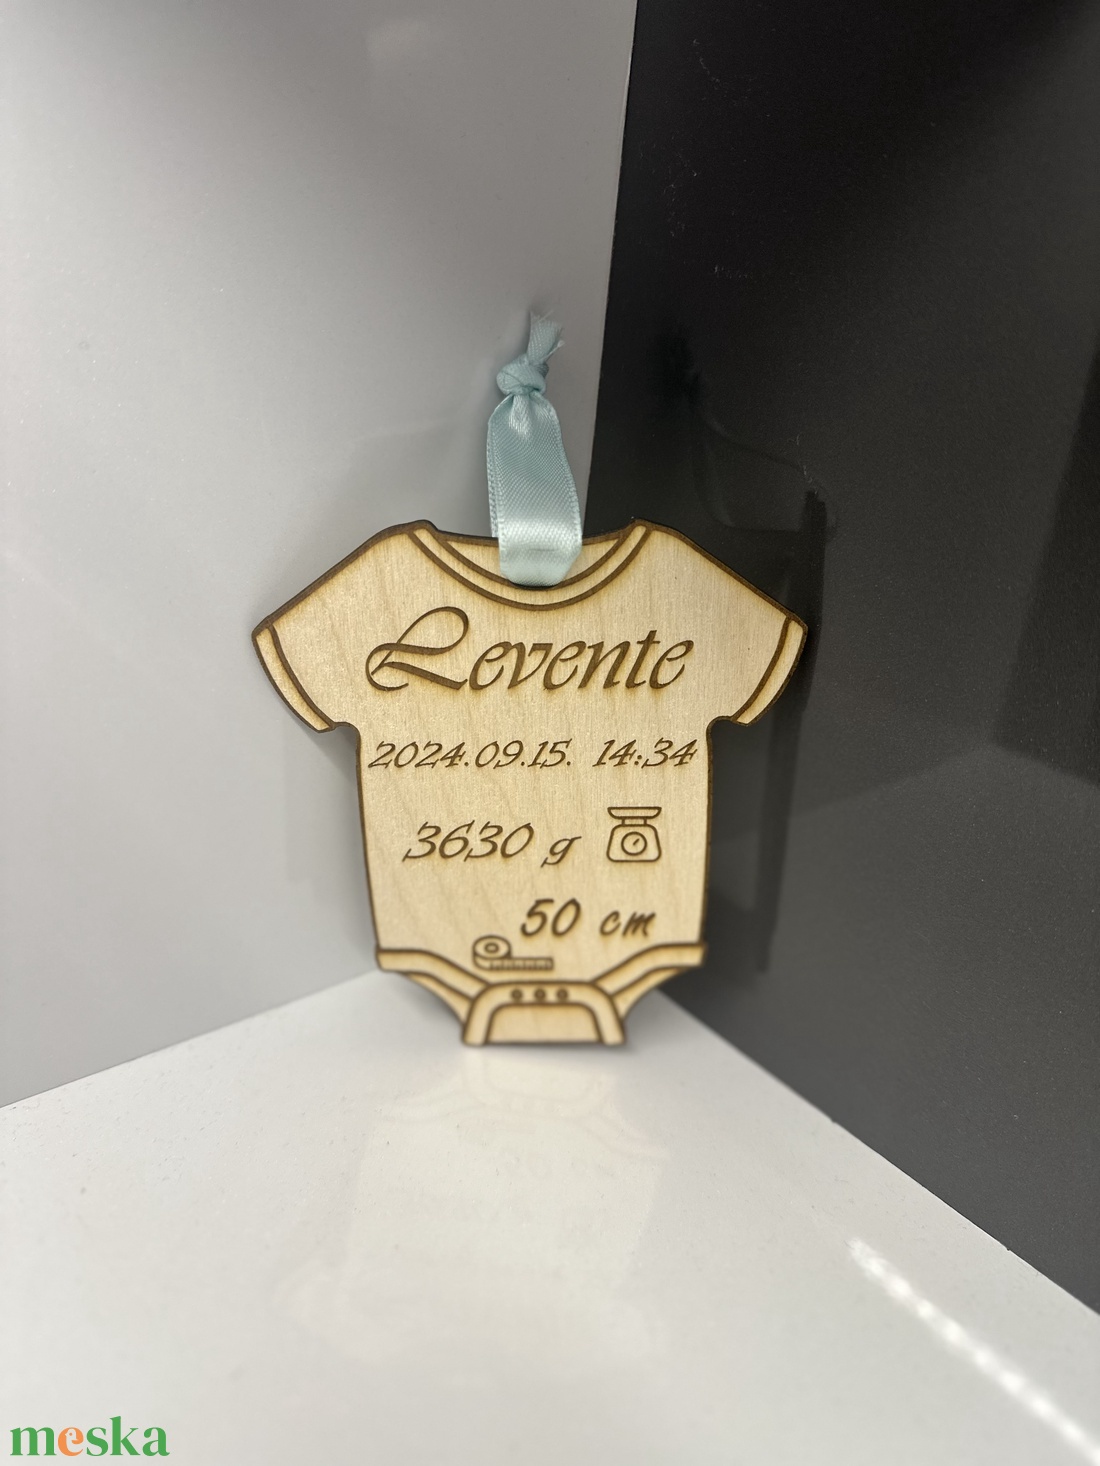 Levente
2024.09.15. 14:34
3630 g
50 cm
meska